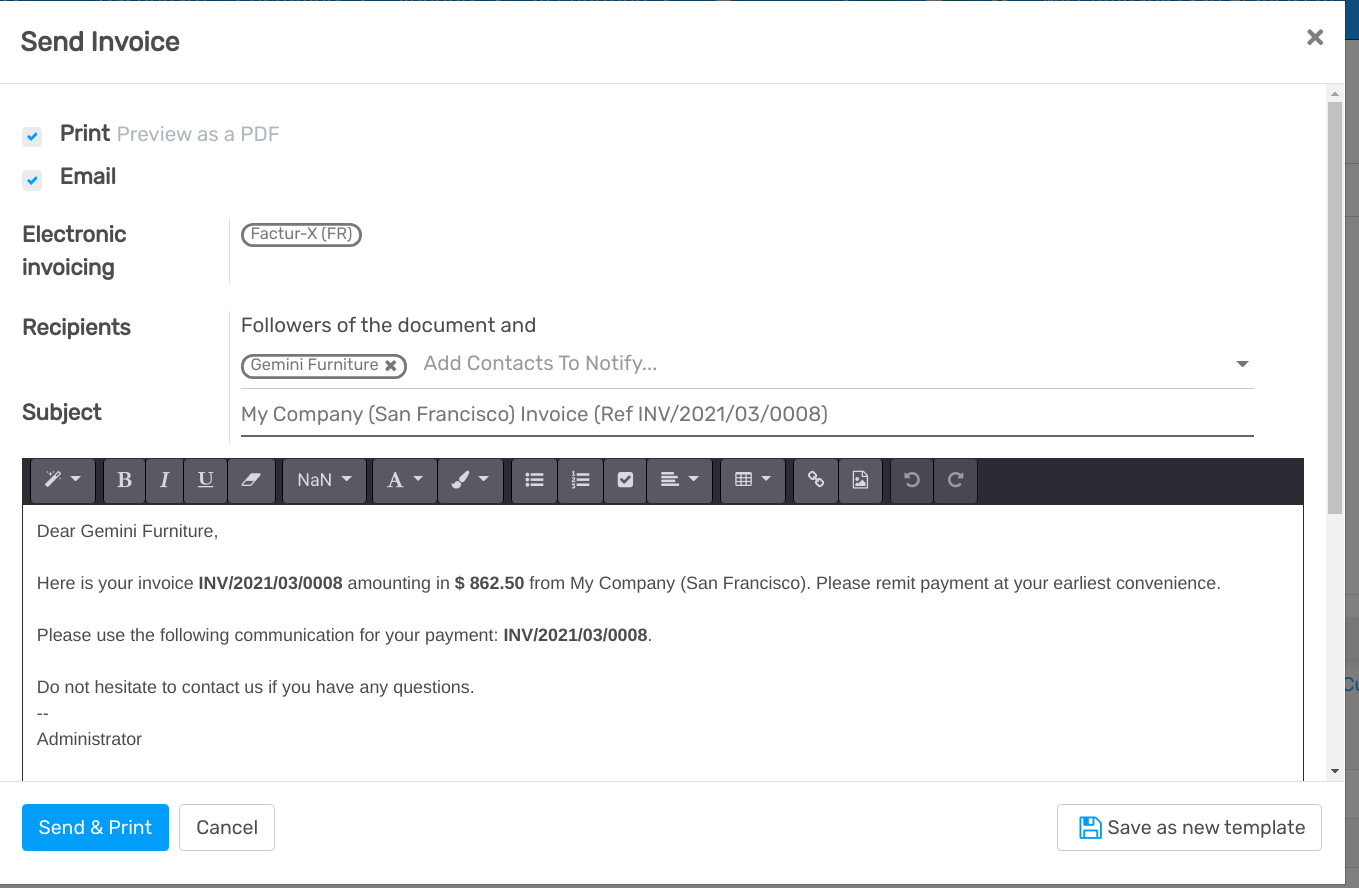 Send Invoice
Print Preview as a PDF
Email
Electronic
invoicing
Factur-X (FR)
Recipients
Followers of the document and
Gemini Furniture
Add Contacts To Notify...
Subject
My Company (San Francisco) Invoice (Ref INV/2021/03/0008)
B I U NaN A
Dear Gemini Furniture,
Here is your invoice INV/2021/03/0008 amounting in $ 862.50 from My Company (San Francisco). Please remit payment at your earliest convenience.
Please use the following communication for your payment: INV/2021/03/0008.
Do not hesitate to contact us if you have any questions.
--
Administrator
Send & Print
Cancel
Save as new template